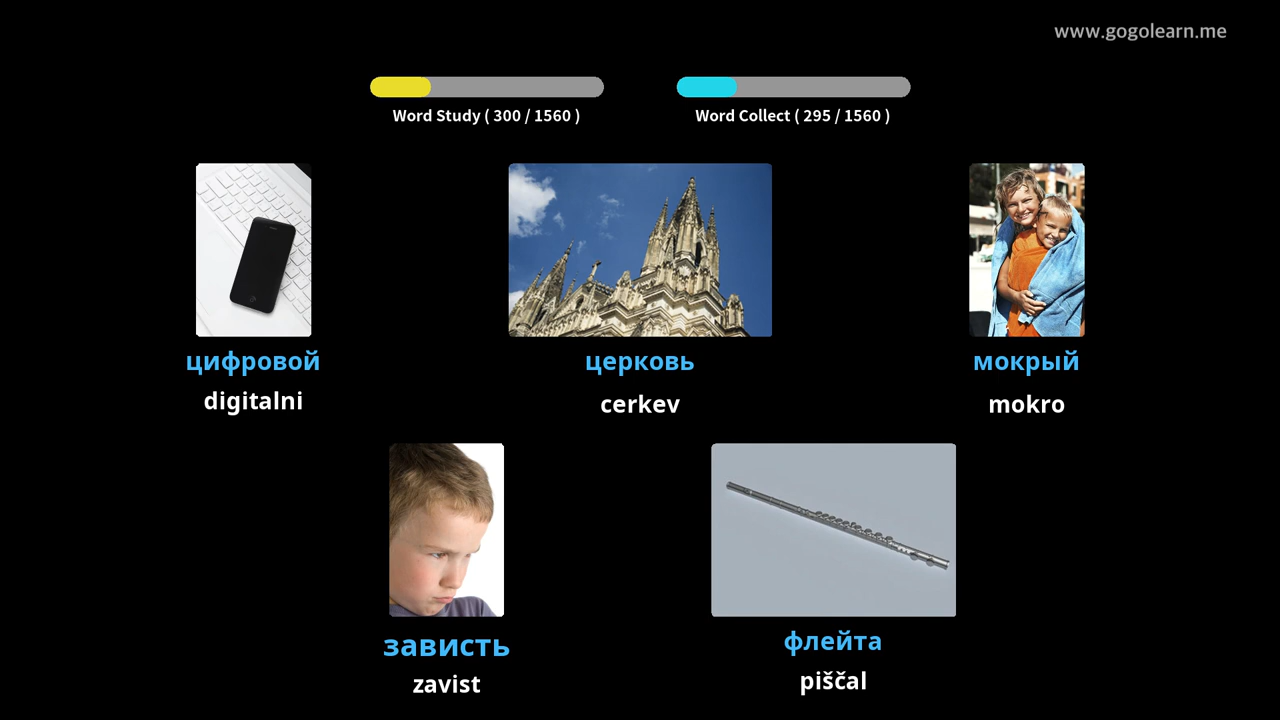 www.gogolearn.me
Word Study ( 300 / 1560 )
Word Collect ( 295 / 1560 )
цифровой
церковь
мокрый
digitalni
cerkev
mokro
зависть
флейта
zavist
piščal